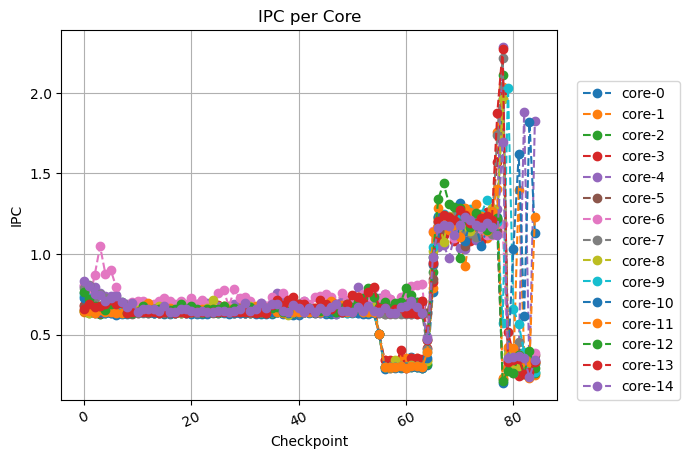 IPC per Core
IPC
2.0
1.5
1.0
0.5
0
20
40
60
80
Checkpoint
core-0
core-1
core-2
core-3
core-4
core-5
core-6
core-7
core-8
core-9
core-10
core-11
core-12
core-13
core-14